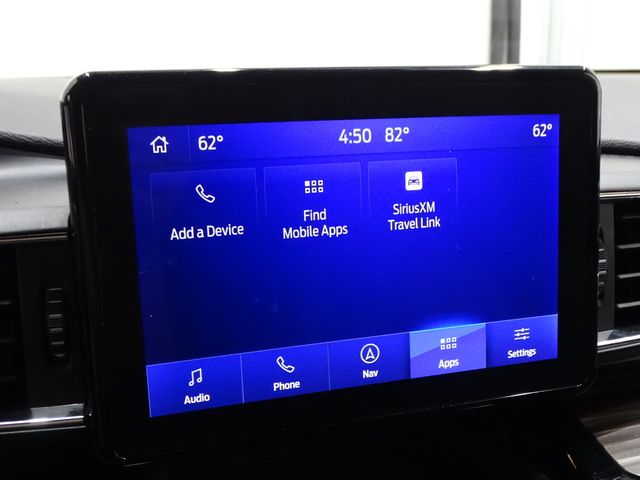 62° 4:50 82° 62°
Add a Device
Find
Mobile Apps
SiriusXM
Travel Link
Audio
Phone
Nav
Apps
Settings